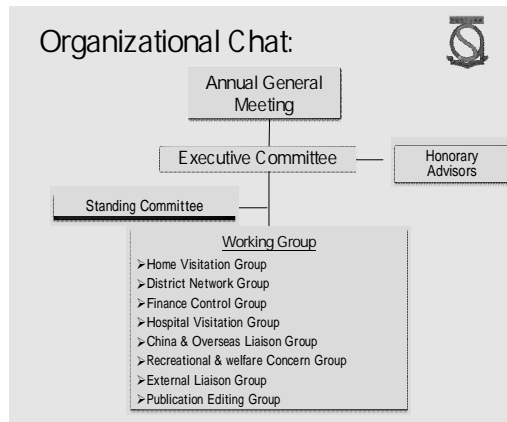 Organizational Chat:
Annual General
Meeting
Executive Committee
Honorary
Advisors
Standing Committee
Working Group
➢Home Visitation Group
➢District Network Group
➢Finance Control Group
➢Hospital Visitation Group
➢China & Overseas Liaison Group
➢Recreational & welfare Concern Group
➢External Liaison Group
➢Publication Editing Group